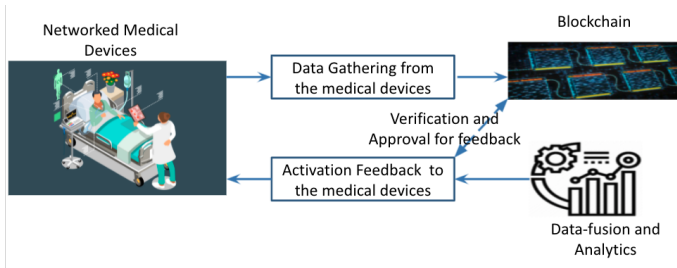 Networked Medical
Devices
Blockchain
Data Gathering from
the medical devices
Verification and
Approval for feedback
Activation Feedback to
the medical devices
Data-fusion and
Analytics